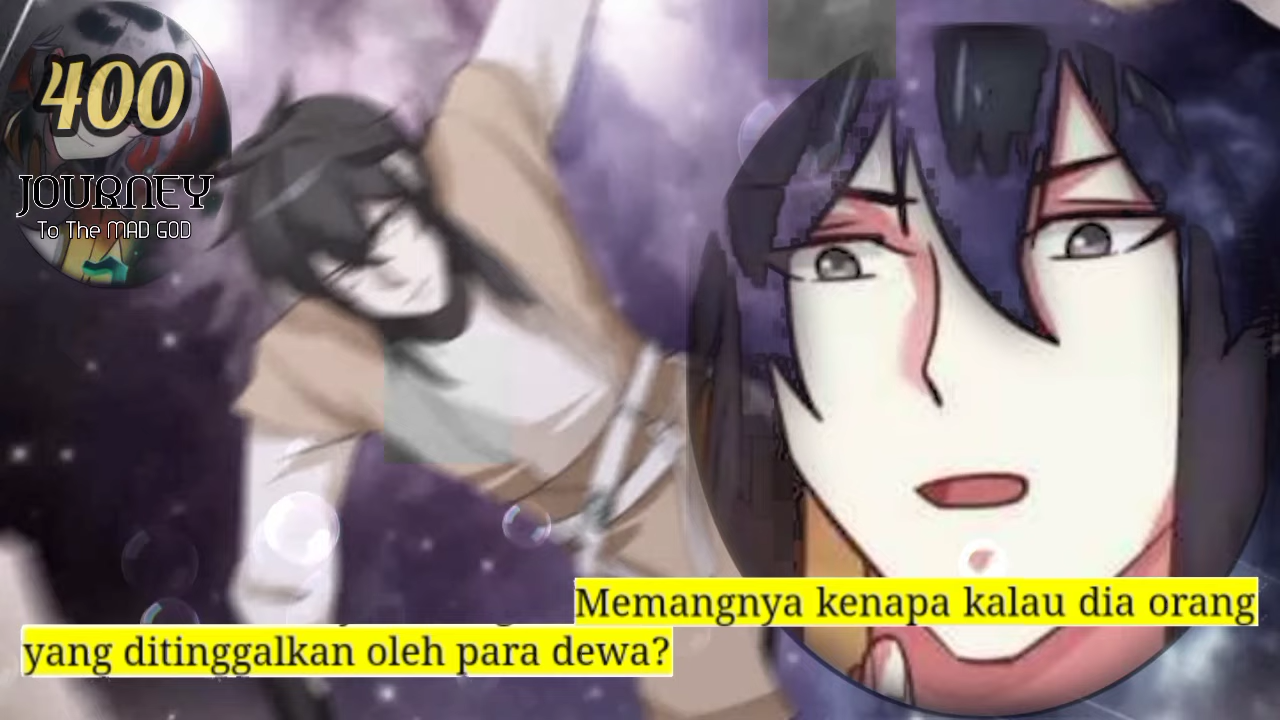 400
JOURNEY
To The MAD GOD
Memangnya kenapa kalau dia orang
yang ditinggalkan oleh para dewa?